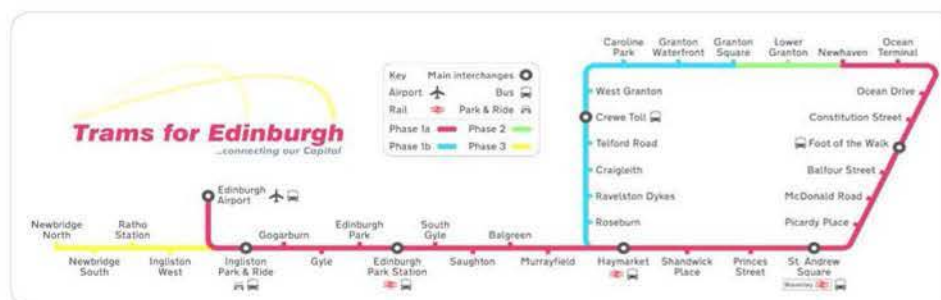 Trams for Edinburgh
...connecting our Capital
Key
Main interchanges
Airport
Bus
Rail
Park & Ride
Phase 1a
Phase 2
Phase 1b
Phase 3
Caroline
Park
Granton
Waterfront
Granton
Square
Lower
Granton
Newhaven
Ocean
Terminal
West Granton
Crewe Toll
Telford Road
Craigleith
Ravelston Dykes
Roseburn
Ocean Drive
Constitution Street
Foot of the Walk
Balfour Street
McDonald Road
Picardy Place
Edinburgh
Airport
Newbridge
North
Ratho
Station
Gogarburn
Edinburgh
Park
South
Gyle
Balgreen
Newbridge
South
Ingliston
West
Ingliston
Park & Ride
Gyle
Edinburgh
Park Station
Saughton
Murrayfield
Haymarket
Shandwick
Place
Princes
Street
St. Andrew
Square
Waverley